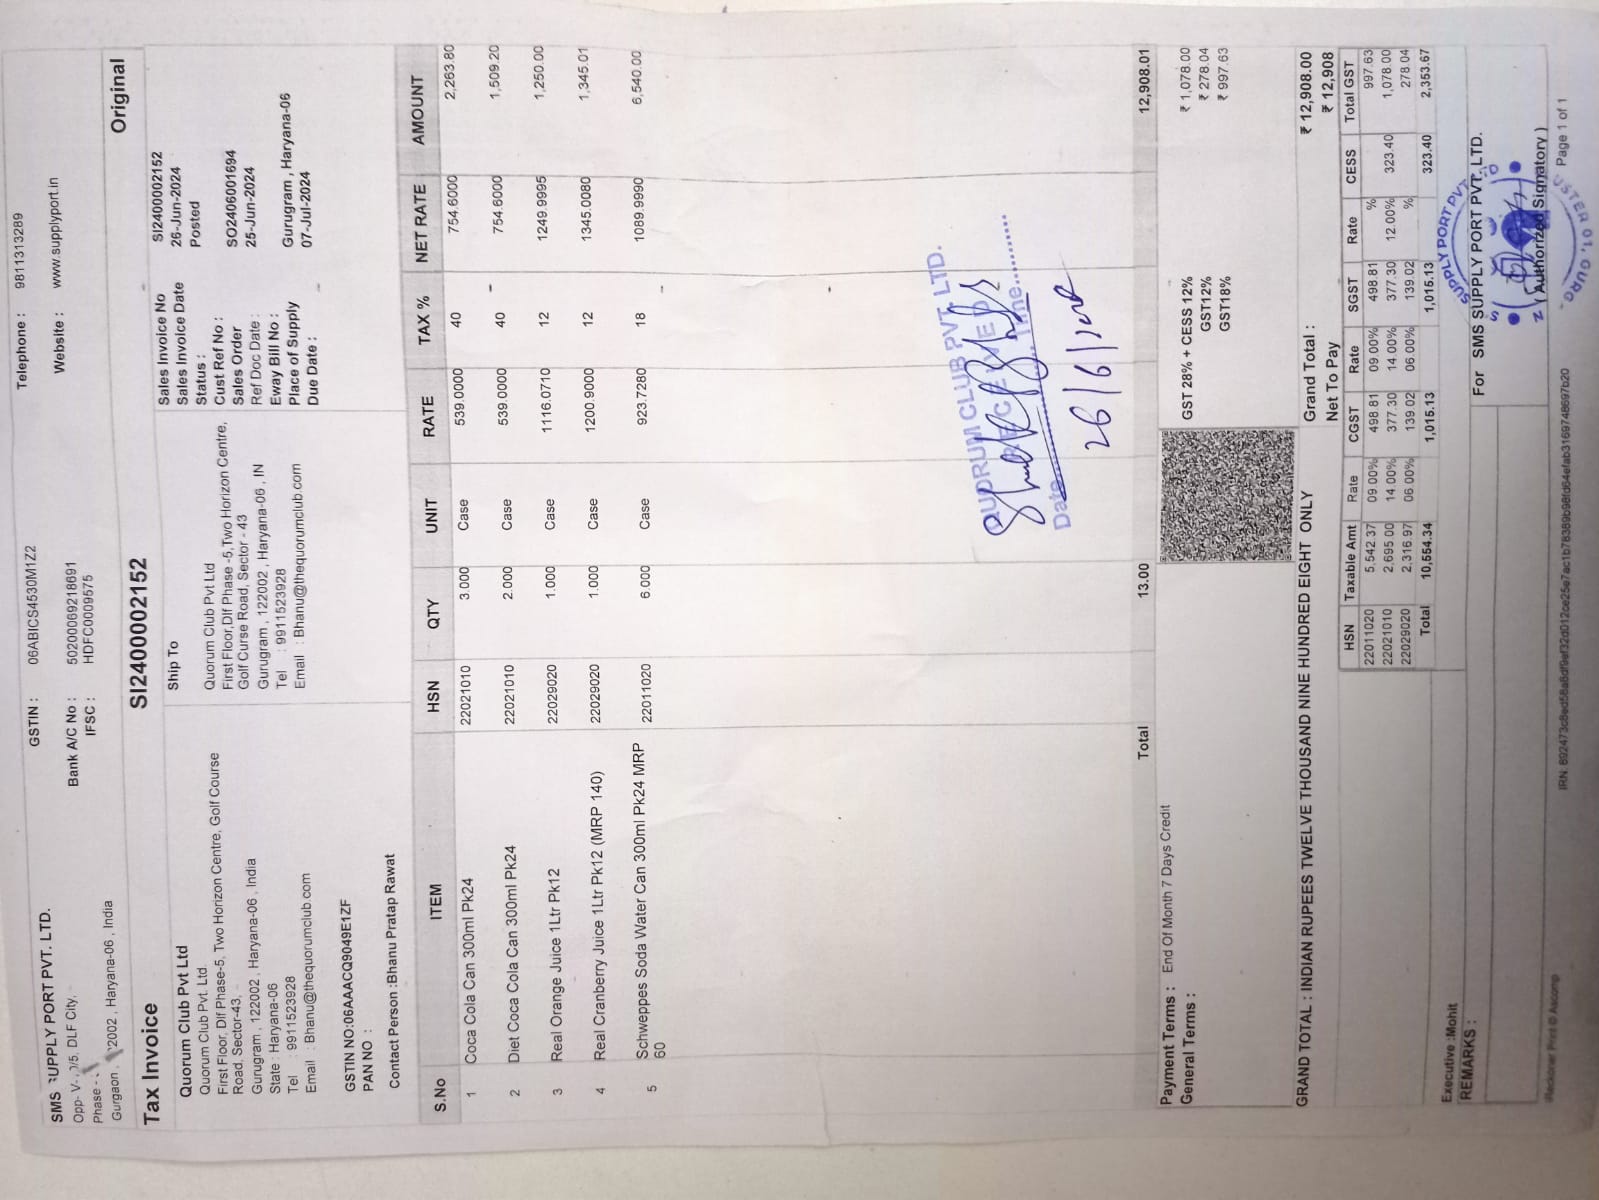 SMS SUPPLY PORT PVT. LTD.
DLF City,
Phase -
Gurgaon , 2002 , Haryana-06 , India
GSTIN : 06ABICS4530M1Z2
Bank A/C No : 50200069218691
IFSC : HDFC0009575
Telephone : 9811313289
Website : www.supplyport.in
Original
Tax Invoice SI2400002152
Quorum Club Pvt Ltd
Quorum Club Pvt. Ltd.
First Floor, Dlf Phase-5, Two Horizon Centre, Golf Course
Road, Sector-43,
Gurugram , 122002 , Haryana-06 , India
State : Haryana-06
Tel : 9911523928
Email : Bhanu@thequorumclub.com
GSTIN NO:06AAACQ9049E1ZF
PAN NO :
Contact Person :Bhanu Pratap Rawat
Ship To
Quorum Club Pvt Ltd
First Floor,Dlf Phase -5,Two Horizon Centre,
Golf Curse Road, Sector - 43
Gurugram , 122002 , Haryana-06 , IN
Tel : 9911523928
Email : Bhanu@thequorumclub.com
Sales Invoice No SI2400002152
Sales Invoice Date 26-Jun-2024
Status : Posted
Cust Ref No :
Sales Order SO2406001694
Ref Doc Date : 25-Jun-2024
Eway Bill No :
Place of Supply Gurugram , Haryana-06
Due Date : 07-Jul-2024
S.No ITEM HSN QTY UNIT RATE TAX % NET RATE AMOUNT
1 Coca Cola Can 300ml Pk24 22021010 3.000 Case 539.0000 40 754.6000 2,263.80
2 Diet Coca Cola Can 300ml Pk24 22021010 2.000 Case 539.0000 40 754.6000 1,509.20
3 Real Orange Juice 1Ltr Pk12 22029020 1.000 Case 1116.0710 12 1249.9995 1,250.00
4 Real Cranberry Juice 1Ltr Pk12 (MRP 140) 22029020 1.000 Case 1200.9000 12 1345.0080 1,345.01
5 Schweppes Soda Water Can 300ml Pk24 MRP 22011020 6.000 Case 923.7280 18 1089.9990 6,540.00
60
QUORUM CLUB PVT. LTD.
RECEIVED
Date Time
26/6/
Total 13.00 12,908.01
Payment Terms : End Of Month 7 Days Credit
General Terms :
GST 28% + CESS 12% ₹ 1,078.00
GST12% ₹ 278.04
GST18% ₹ 997.63
GRAND TOTAL : INDIAN RUPEES TWELVE THOUSAND NINE HUNDRED EIGHT ONLY
Grand Total : ₹ 12,908.00
Net To Pay ₹ 12,908
HSN Taxable Amt Rate CGST Rate SGST Rate CESS Total GST
22011020 5,542.37 09.00% 498.81 09.00% 498.81 % 997.63
22021010 2,695.00 14.00% 377.30 14.00% 377.30 12.00% 323.40 1,078.00
22029020 2,316.97 06.00% 139.02 06.00% 139.02 % 278.04
Total 10,554.34 1,015.13 1,015.13 323.40 2,353.67
Executive :Mohit
REMARKS :
For SMS SUPPLY PORT PVT. LTD.
SUPPLY PORT PVT
( Authorized Signatory )
Reckoner Print © Ascomp
Page 1 of 1